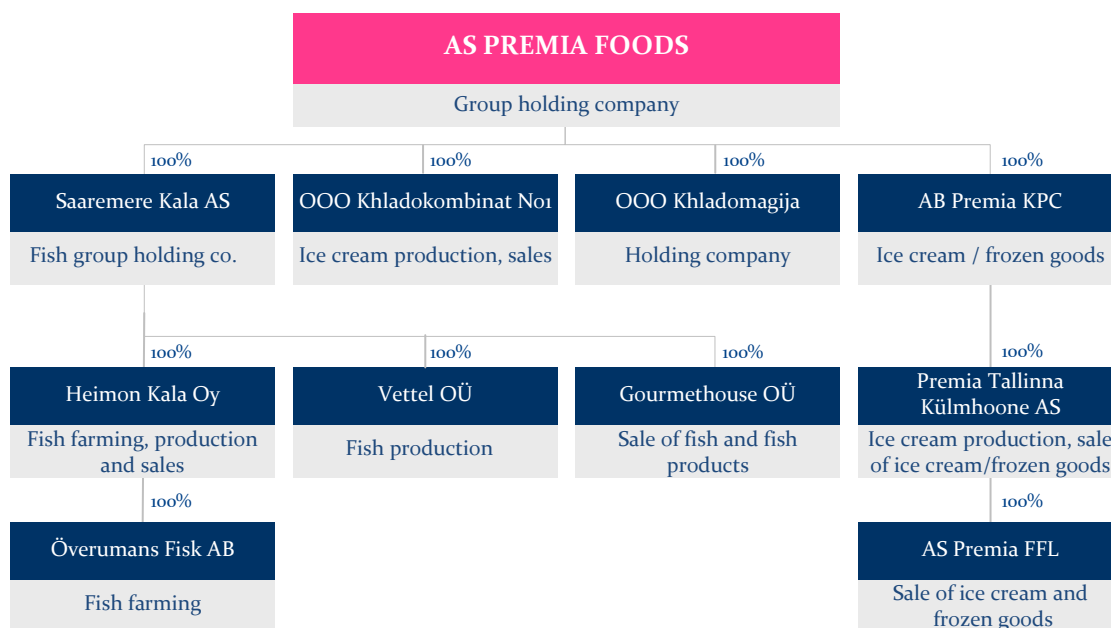 AS PREMIA FOODS
Group holding company
100%
100%
100%
100%
Saaremere Kala AS
OOO Khladokombinat No1
OOO Khladomagija
AB Premia KPC
Fish group holding co.
Ice cream production, sales
Holding company
Ice cream / frozen goods
100%
100%
100%
100%
Heimon Kala Oy
Vettel OÜ
Gourmethouse OÜ
Premia Tallinna
Külmhoone AS
Fish farming, production
and sales
Fish production
Sale of fish and fish
products
Ice cream production, sale
of ice cream/frozen goods
100%
100%
Överumans Fisk AB
AS Premia FFL
Fish farming
Sale of ice cream and
frozen goods